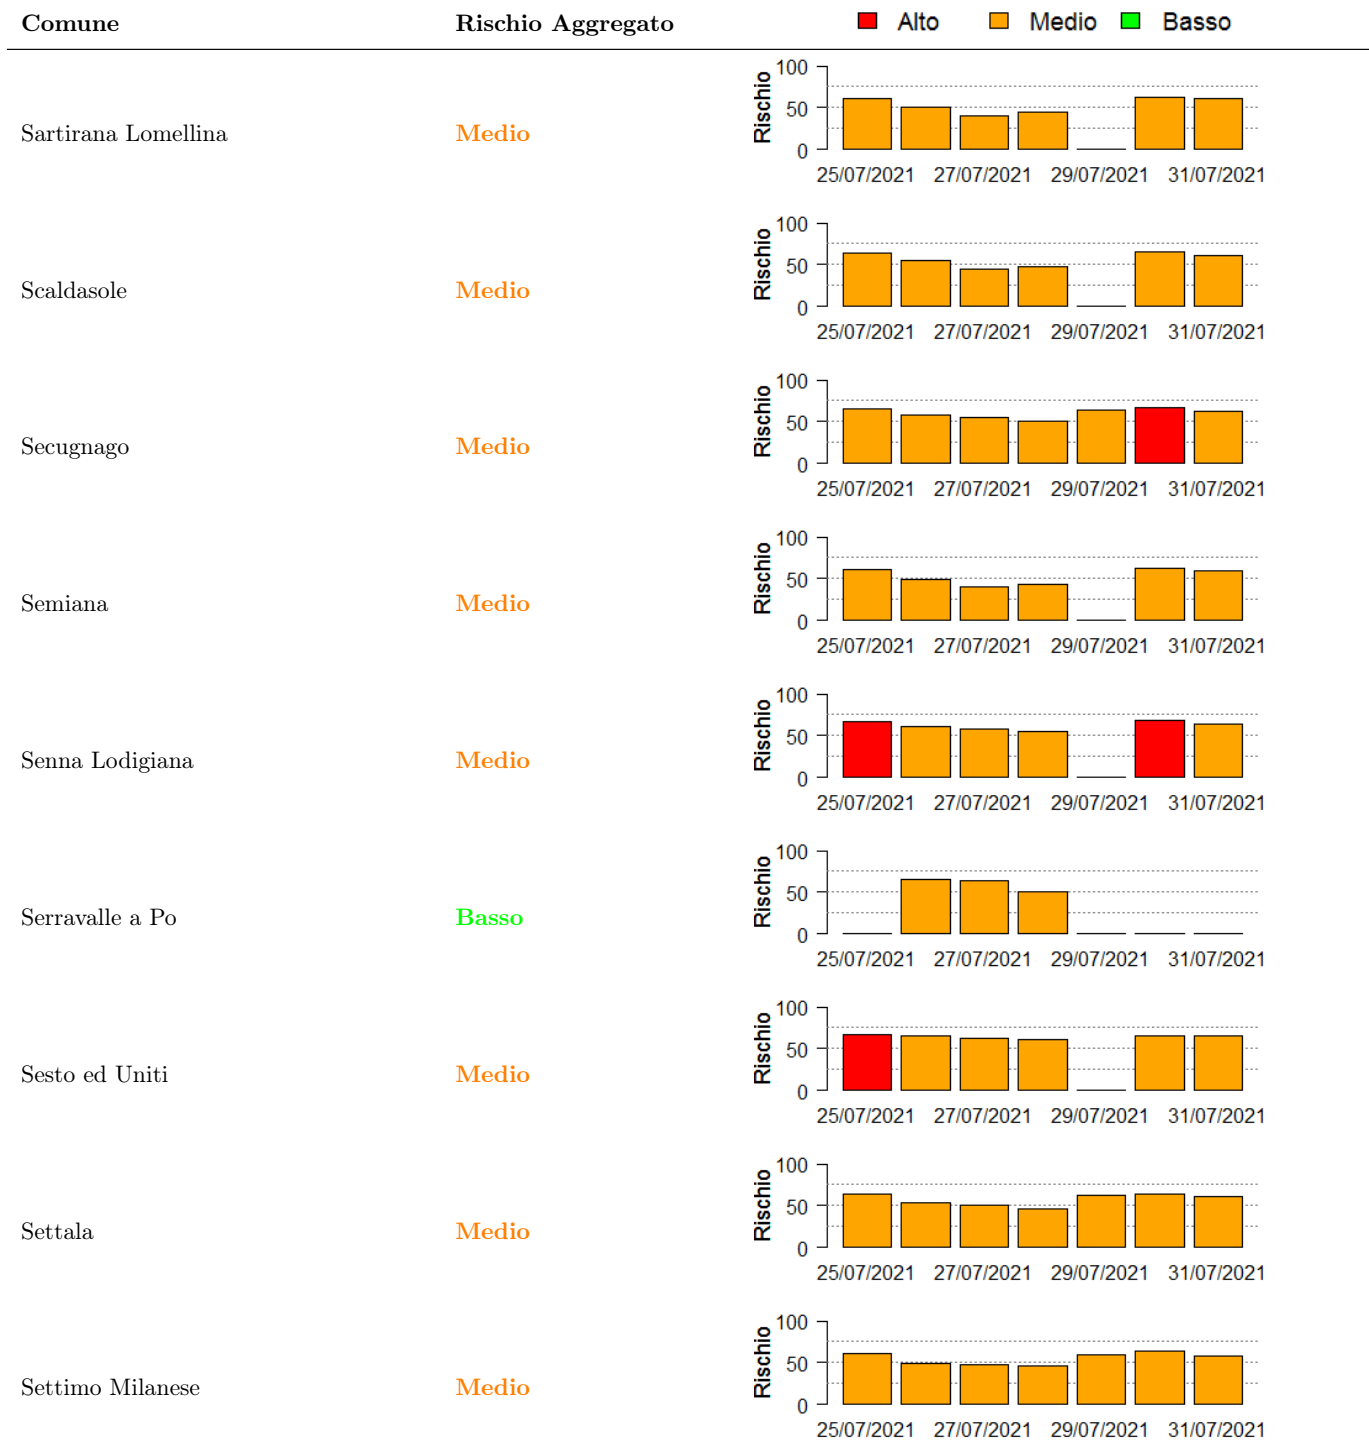 Comune Rischio Aggregato Alto Medio Basso
Sartirana Lomellina Medio Rischio 100 50 0
25/07/2021 27/07/2021 29/07/2021 31/07/2021
Scaldasole Medio Rischio 100 50 0
25/07/2021 27/07/2021 29/07/2021 31/07/2021
Secugnago Medio Rischio 100 50 0
25/07/2021 27/07/2021 29/07/2021 31/07/2021
Semiana Medio Rischio 100 50 0
25/07/2021 27/07/2021 29/07/2021 31/07/2021
Senna Lodigiana Medio Rischio 100 50 0
25/07/2021 27/07/2021 29/07/2021 31/07/2021
Serravalle a Po Basso Rischio 100 50 0
25/07/2021 27/07/2021 29/07/2021 31/07/2021
Sesto ed Uniti Medio Rischio 100 50 0
25/07/2021 27/07/2021 29/07/2021 31/07/2021
Settala Medio Rischio 100 50 0
25/07/2021 27/07/2021 29/07/2021 31/07/2021
Settimo Milanese Medio Rischio 100 50 0
25/07/2021 27/07/2021 29/07/2021 31/07/2021